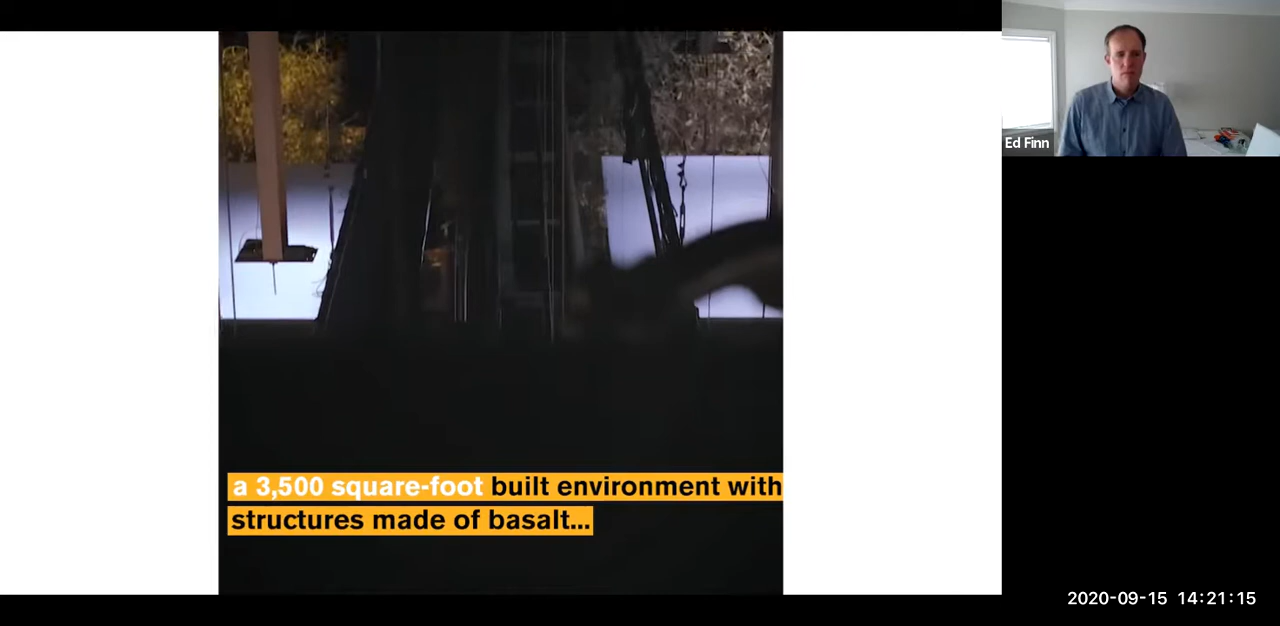 Ed Finn
a 3,500 square-foot built environment with
structures made of basalt...
2020-09-15 14:21:15